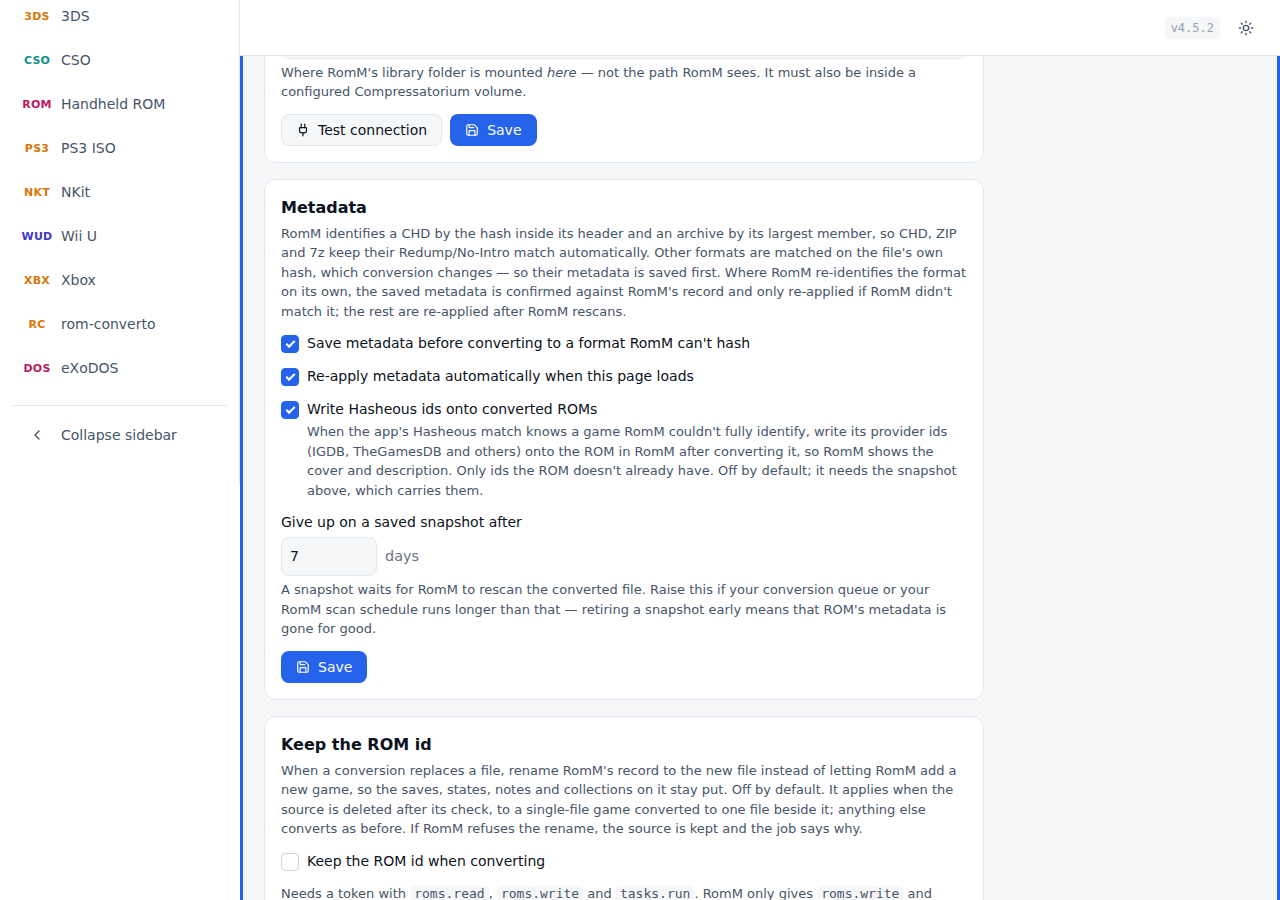 3DS 3DS
CSO CSO
ROM Handheld ROM
PS3 PS3 ISO
NKT NKit
WUD Wii U
XBX Xbox
RC rom-converto
DOS eXoDOS
Collapse sidebar
v4.5.2
Where RomM's library folder is mounted here — not the path RomM sees. It must also be inside a
configured Compressatorium volume.
Test connection Save
Metadata
RomM identifies a CHD by the hash inside its header and an archive by its largest member, so CHD, ZIP
and 7z keep their Redump/No-Intro match automatically. Other formats are matched on the file's own
hash, which conversion changes — so their metadata is saved first. Where RomM re-identifies the format
on its own, the saved metadata is confirmed against RomM's record and only re-applied if RomM didn't
match it; the rest are re-applied after RomM rescans.
Save metadata before converting to a format RomM can't hash
Re-apply metadata automatically when this page loads
Write Hasheous ids onto converted ROMs
When the app's Hasheous match knows a game RomM couldn't fully identify, write its provider ids
(IGDB, TheGamesDB and others) onto the ROM in RomM after converting it, so RomM shows the
cover and description. Only ids the ROM doesn't already have. Off by default; it needs the snapshot
above, which carries them.
Give up on a saved snapshot after
7 days
A snapshot waits for RomM to rescan the converted file. Raise this if your conversion queue or your
RomM scan schedule runs longer than that — retiring a snapshot early means that ROM's metadata is
gone for good.
Save
Keep the ROM id
When a conversion replaces a file, rename RomM's record to the new file instead of letting RomM add a
new game, so the saves, states, notes and collections on it stay put. Off by default. It applies when the
source is deleted after its check, to a single-file game converted to one file beside it; anything else
converts as before. If RomM refuses the rename, the source is kept and the job says why.
Keep the ROM id when converting
Needs a token with roms.read, roms.write and tasks.run. RomM only gives roms.write and